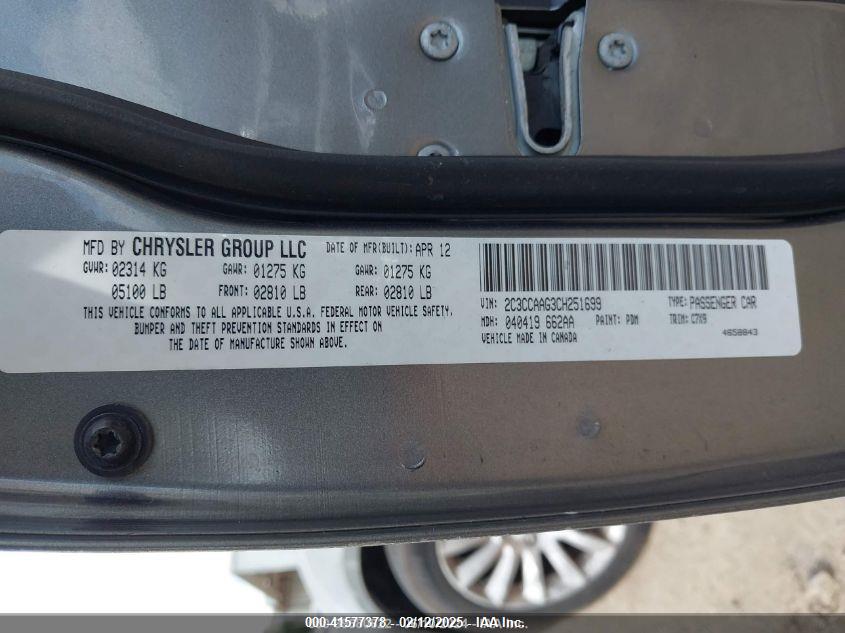 MFD BY CHRYSLER GROUP LLC DATE OF MFR(BUILT): APR 12
GVWR: 02314 KG GAWR: 01275 KG GAWR: 01275 KG
05100 LB FRONT: 02810 LB REAR: 02810 LB
THIS VEHICLE CONFORMS TO ALL APPLICABLE U.S.A. FEDERAL MOTOR VEHICLE SAFETY,
BUMPER AND THEFT PREVENTION STANDARDS IN EFFECT ON
THE DATE OF MANUFACTURE SHOWN ABOVE.
VIN: 2C3CCAAG3CH251699 TYPE: PASSENGER CAR
MDH: 040419 662AA PAINT: PDM TRIM: C7X9
VEHICLE MADE IN CANADA 4658843
000-41577378 - 02/12/2025 - IAA Inc.